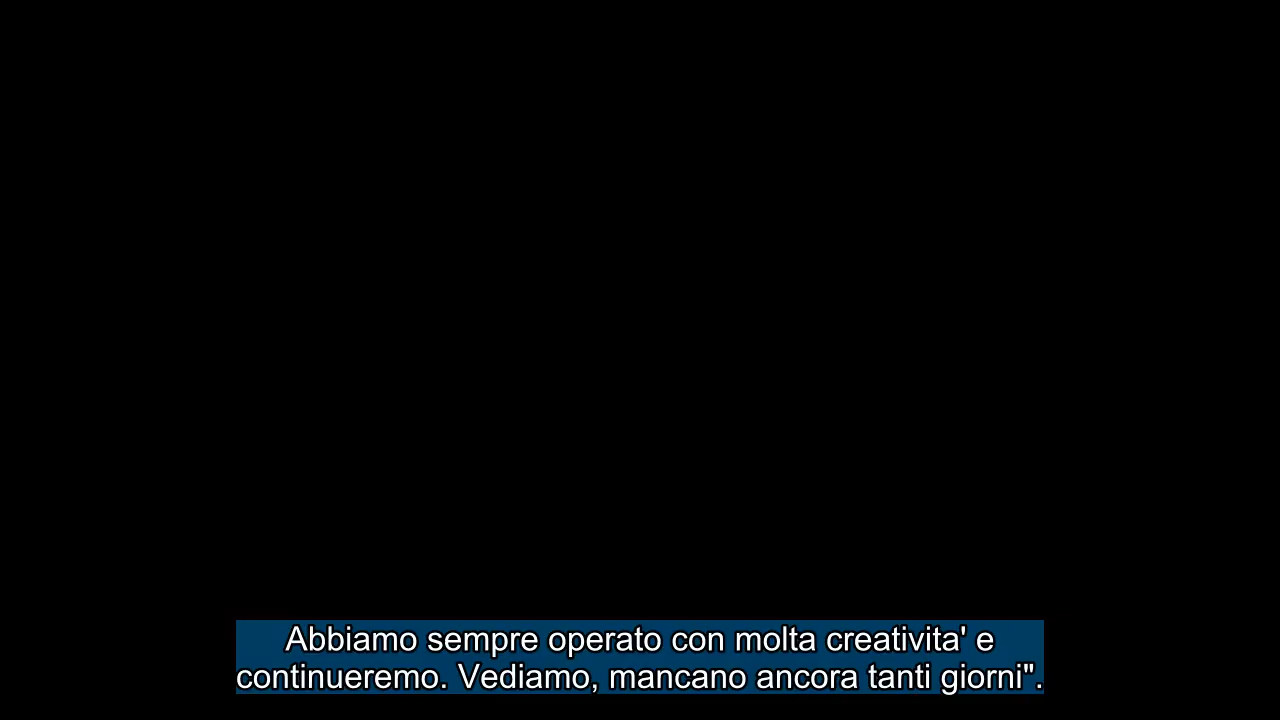 Abbiamo sempre operato con molta creativita' e
continueremo. Vediamo, mancano ancora tanti giorni".